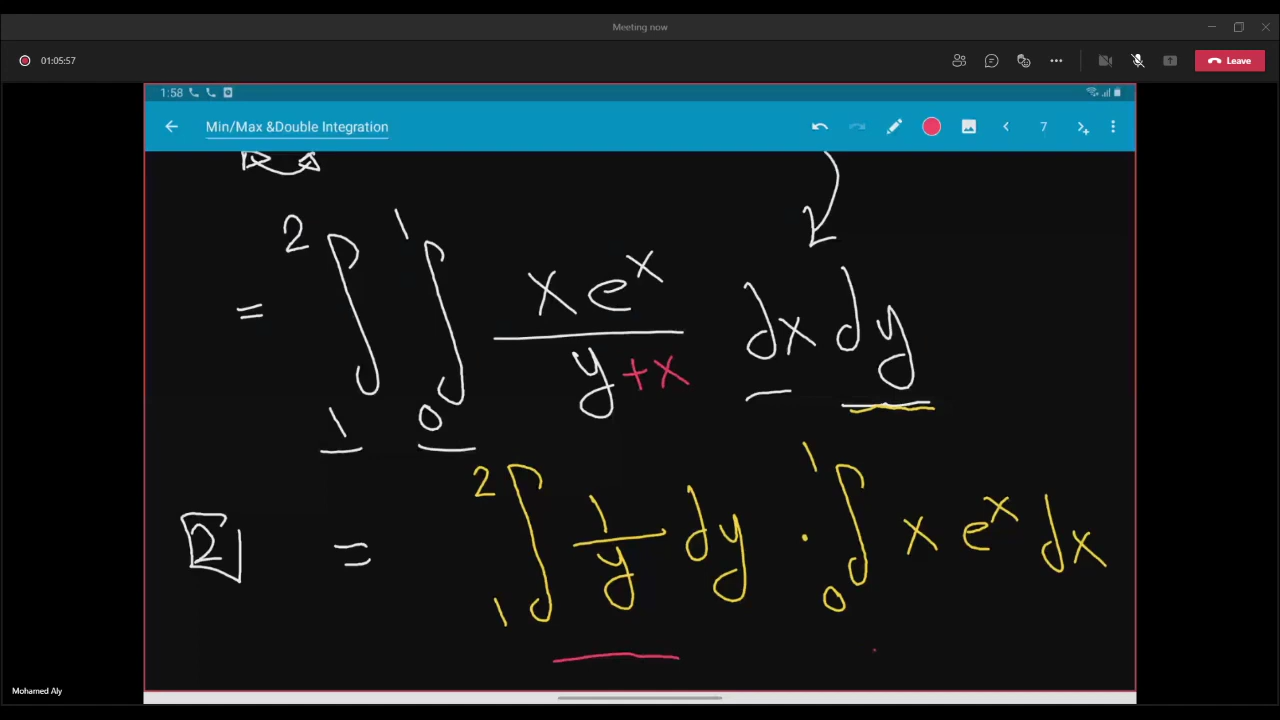 Meeting now
01:05:57
Leave
1:58
Min/Max &Double Integration
7
= ∫₁² ∫₀¹ (x eˣ)/(y + x) dx dy
2 = ∫₁² 1/y dy · ∫₀¹ x eˣ dx
Mohamed Aly